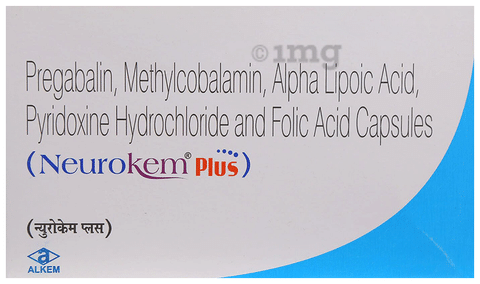 ©1mg
Pregabalin, Methylcobalamin, Alpha Lipoic Acid,
Pyridoxine Hydrochloride and Folic Acid Capsules
(Neurokem® Plus)
(न्युरोकेम प्लस)
ALKEM